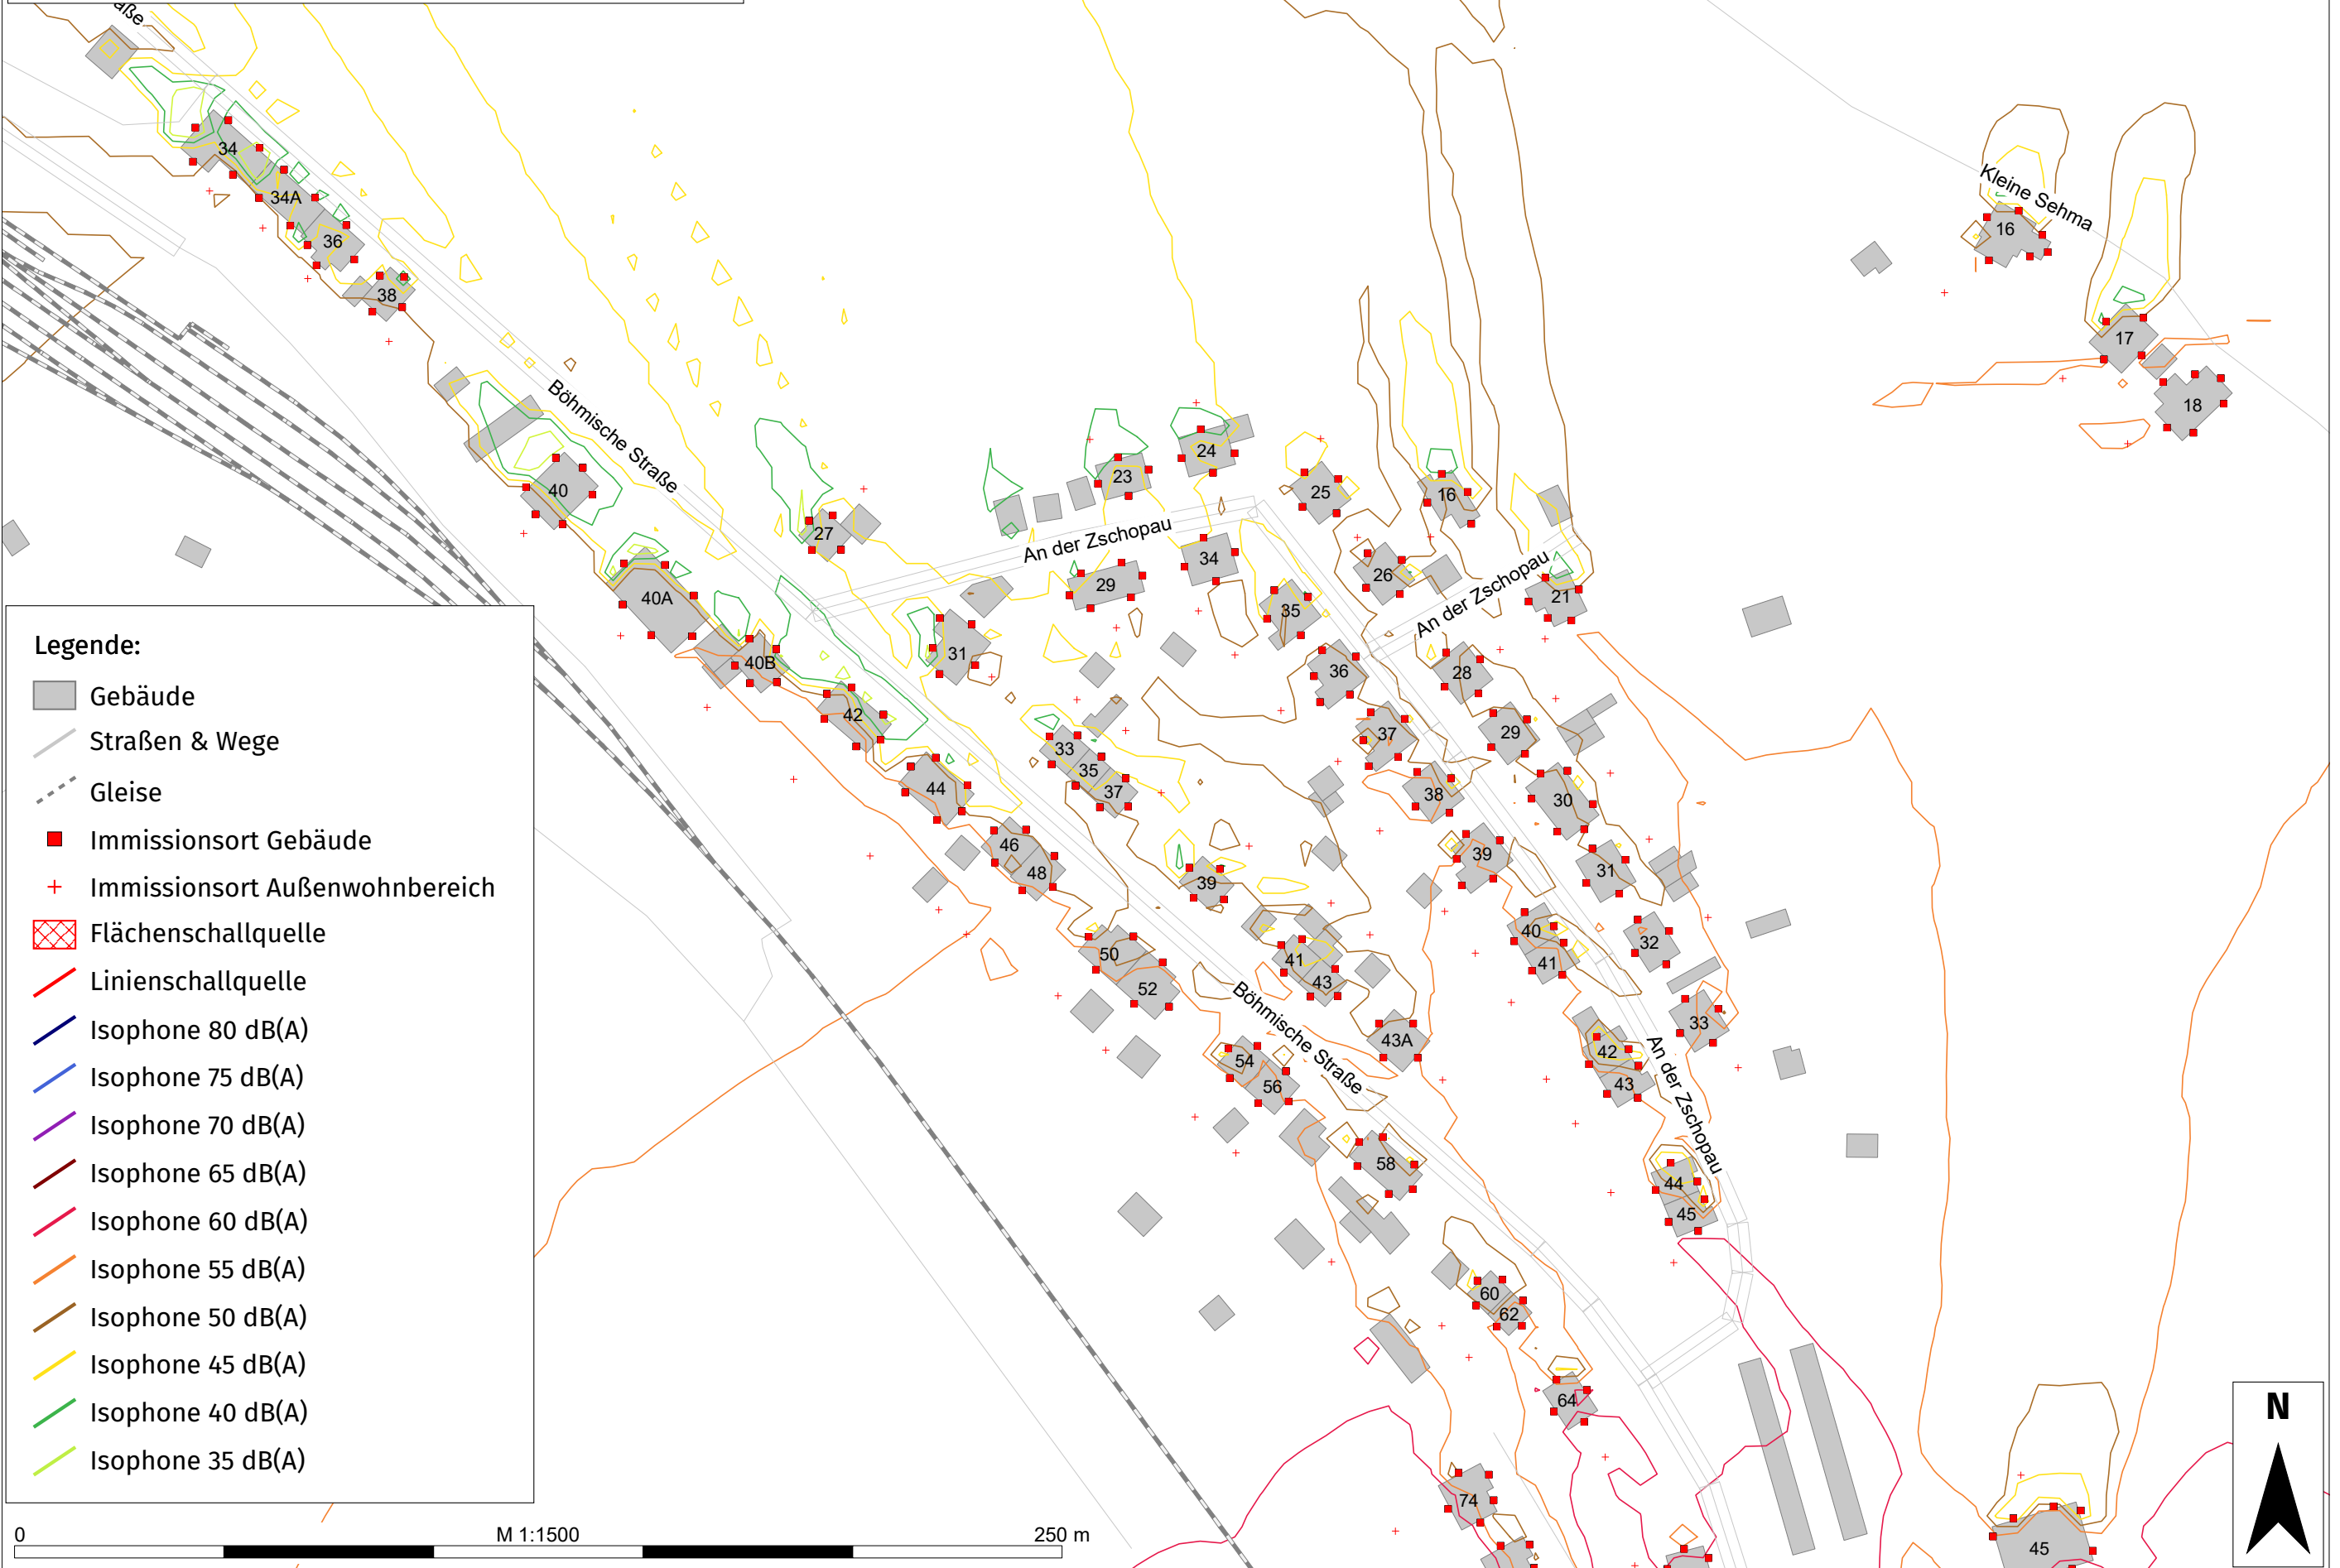 aße
34
34A
36
38
Böhmische Straße
40
40A
40B
42
44
46
48
50
52
54
56
58
60
62
64
74
27
31
33
35
37
39
41
43
43A
Böhmische Straße
23
24
25
16
An der Zschopau
29
34
26
21
An der Zschopau
35
36
28
37
29
38
30
39
31
40
41
32
33
42
43
An der Zschopau
44
45
Kleine Sehma
16
17
18
45
Legende:
Gebäude
Straßen & Wege
Gleise
Immissionsort Gebäude
Immissionsort Außenwohnbereich
Flächenschallquelle
Linienschallquelle
Isophone 80 dB(A)
Isophone 75 dB(A)
Isophone 70 dB(A)
Isophone 65 dB(A)
Isophone 60 dB(A)
Isophone 55 dB(A)
Isophone 50 dB(A)
Isophone 45 dB(A)
Isophone 40 dB(A)
Isophone 35 dB(A)
0 M 1:1500 250 m
N